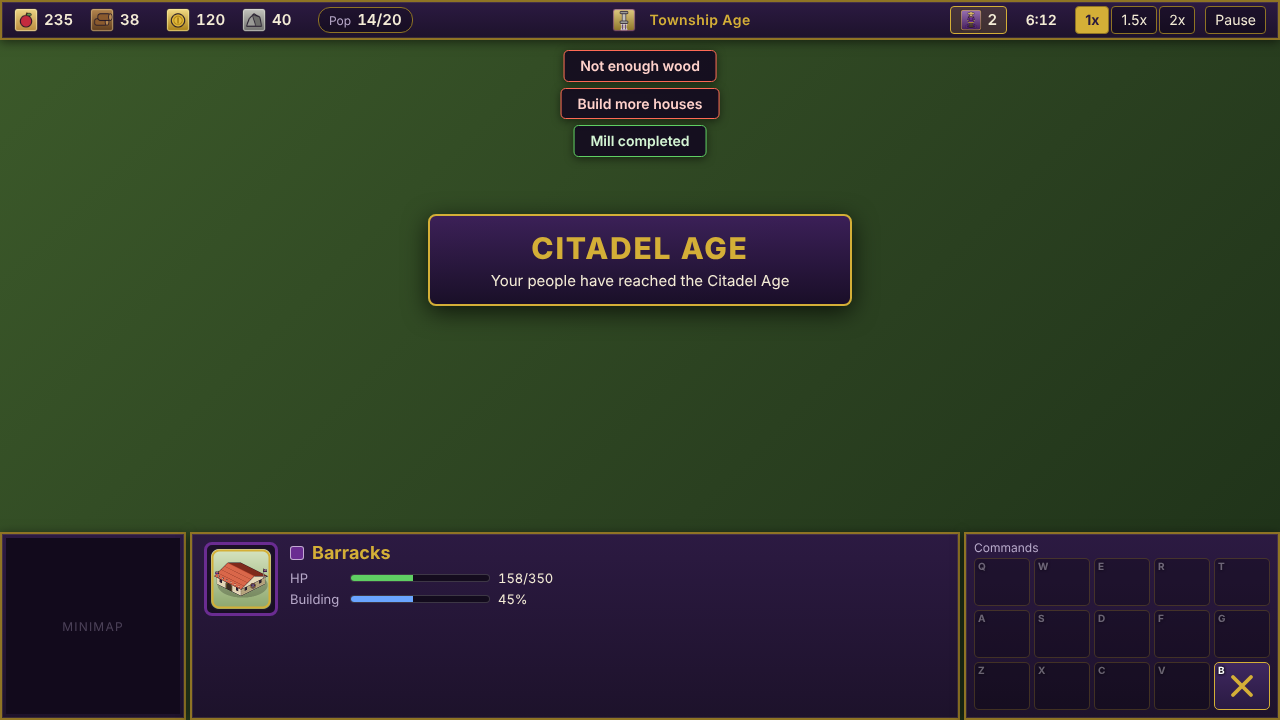 235 38 120 40 Pop 14/20 Township Age 2 6:12 1x 1.5x 2x Pause
Not enough wood
Build more houses
Mill completed
CITADEL AGE
Your people have reached the Citadel Age
MINIMAP
Barracks
HP 158/350
Building 45%
Commands
Q W E R T
A S D F G
Z X C V B